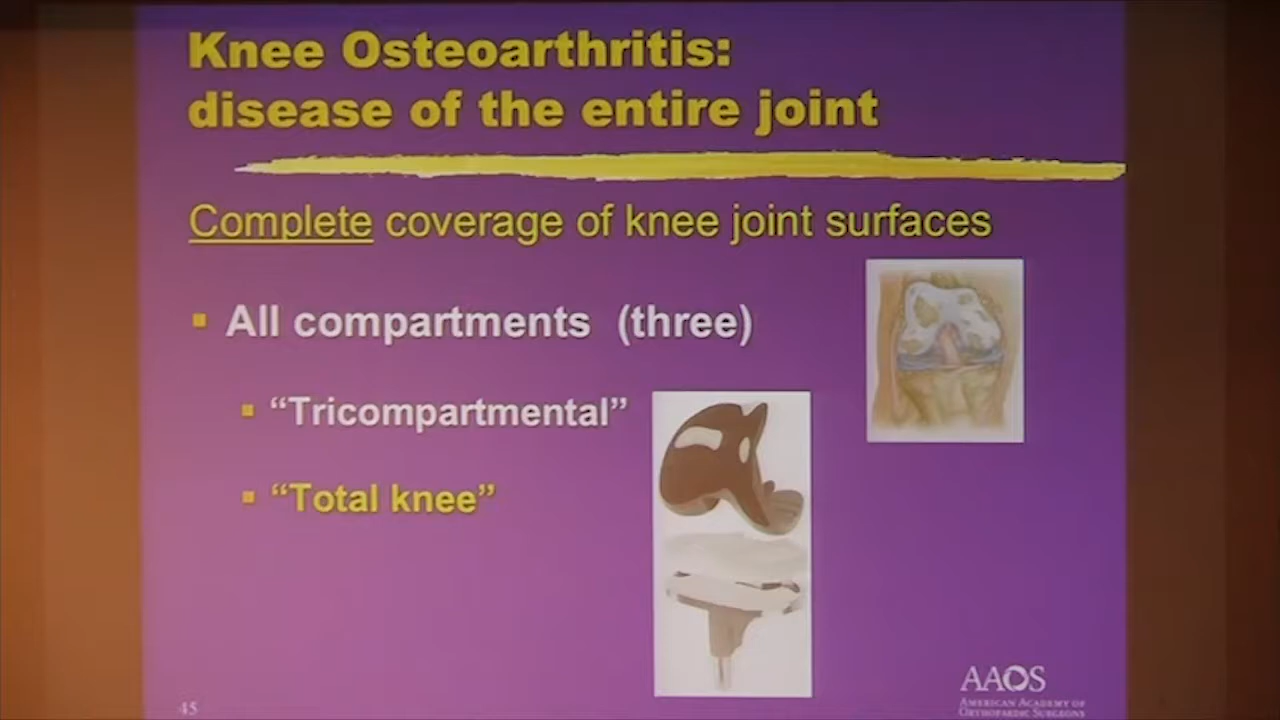 Knee Osteoarthritis:
disease of the entire joint
Complete coverage of knee joint surfaces
All compartments (three)
“Tricompartmental”
“Total knee”
45
AAOS
AMERICAN ACADEMY OF
ORTHOPAEDIC SURGEONS